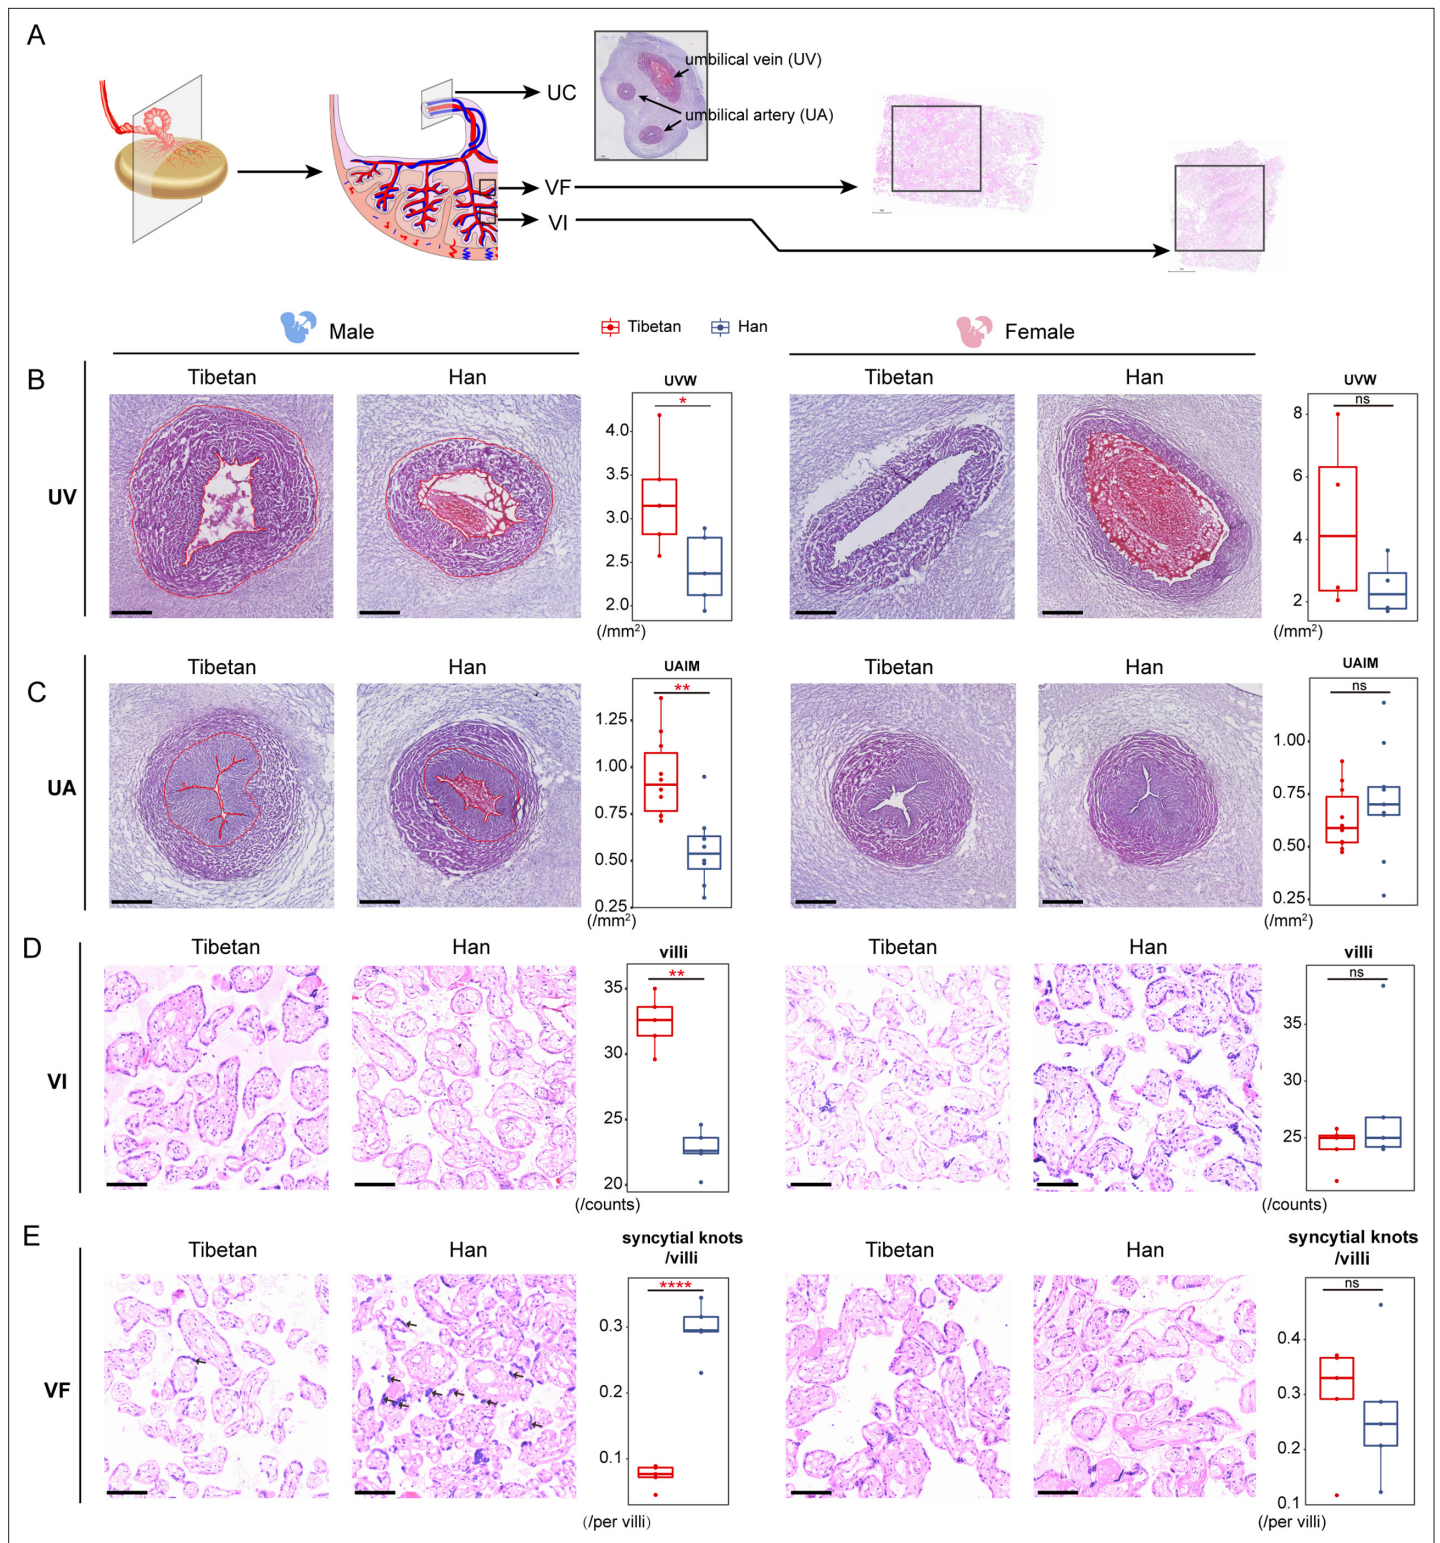 A
UC
umbilical vein (UV)
umbilical artery (UA)
VF
VI
Male
Tibetan
Han
Female
B
Tibetan
Han
UVW
Tibetan
Han
UVW
UV
*
4.0
3.5
3.0
2.5
2.0
(/mm²)
ns
8
6
4
2
(/mm²)
C
Tibetan
Han
UAIM
Tibetan
Han
UAIM
UA
**
1.25
1.00
0.75
0.50
0.25
(/mm²)
ns
1.00
0.75
0.50
0.25
(/mm²)
D
Tibetan
Han
villi
Tibetan
Han
villi
VI
**
35
30
25
20
(/counts)
ns
35
30
25
(/counts)
E
Tibetan
Han
syncytial knots
/villi
Tibetan
Han
syncytial knots
/villi
VF
****
0.3
0.2
0.1
(/per villi)
ns
0.4
0.3
0.2
0.1
(/per villi)